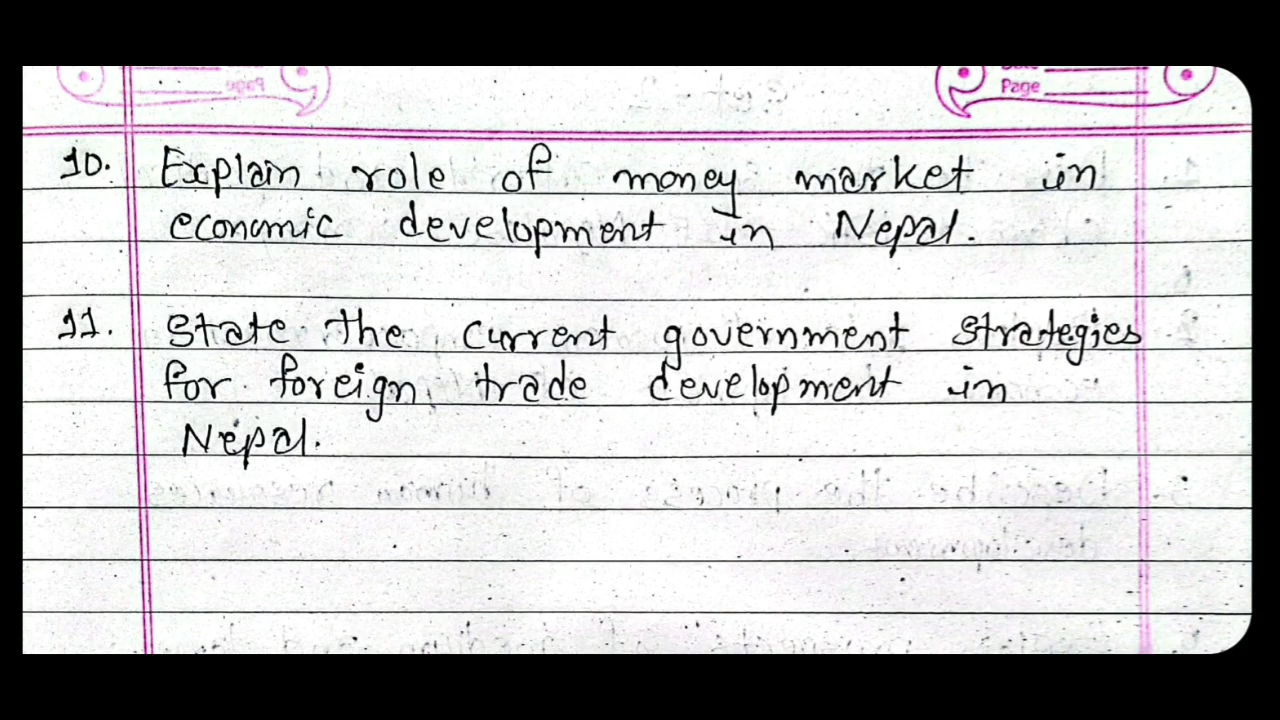 Page
10. Explain role of money market in
economic development in Nepal.
11. State the current government strategies
for foreign trade development in
Nepal.